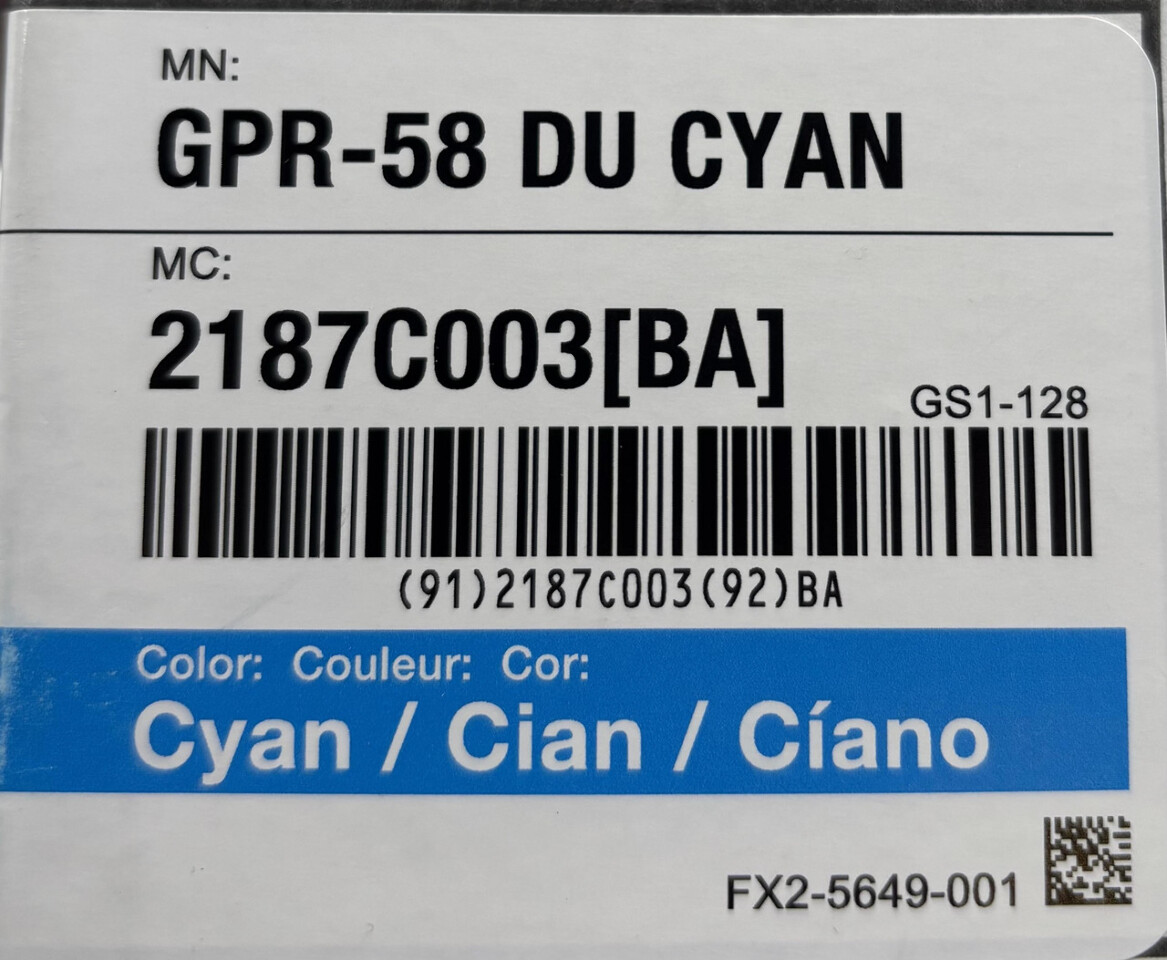 MN:
GPR-58 DU CYAN
MC:
2187C003[BA]
GS1-128
(91)2187C003(92)BA
Color: Couleur: Cor:
Cyan / Cian / Cíano
FX2-5649-001